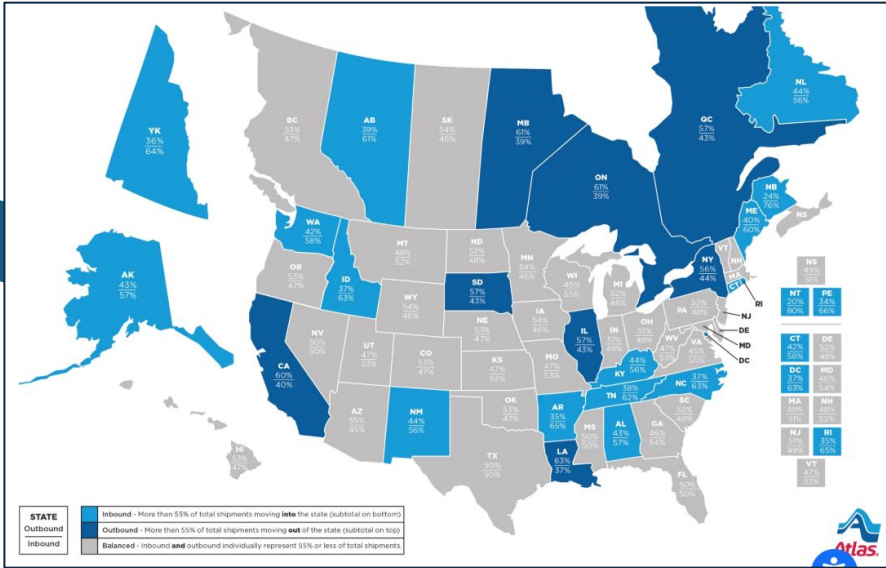 NL
44%
56%
QC
57%
43%
YK
36%
64%
BC
53%
47%
AB
39%
61%
SK
54%
46%
MB
61%
39%
ON
61%
39%
NB
24%
76%
ME
40%
60%
NS
WA
42%
58%
MT
48%
52%
ND
52%
48%
MN
54%
46%
VT
NH
NY
56%
44%
MA
CT
RI
AK
43%
57%
OR
53%
47%
ID
37%
63%
SD
57%
43%
WI
45%
55%
MI
52%
48%
WY
54%
46%
NE
53%
47%
IA
54%
46%
PA
52%
48%
NJ
DE
MD
DC
NV
50%
50%
UT
47%
53%
CO
47%
53%
KS
47%
53%
MO
47%
53%
IL
57%
43%
IN
51%
49%
OH
51%
49%
WV
47%
53%
VA
45%
55%
CA
60%
40%
KY
44%
56%
NC
37%
63%
TN
38%
62%
AZ
55%
45%
NM
44%
56%
OK
53%
47%
AR
35%
65%
SC
52%
48%
MS
50%
50%
AL
43%
57%
GA
46%
54%
TX
50%
50%
LA
63%
37%
FL
50%
50%
HI
53%
47%
NS
49%
51%
NT PE
20% 34%
80% 66%
CT DE
42% 52%
58% 48%
DC MD
37% 46%
63% 54%
MA NH
49% 48%
51% 52%
NJ RI
51% 35%
49% 65%
VT
47%
53%
STATE
Outbound
Inbound
Inbound - More than 55% of total shipments moving into the state (subtotal on bottom)
Outbound - More than 55% of total shipments moving out of the state (subtotal on top)
Balanced - Inbound and outbound individually represent 55% or less of total shipments.
Atlas